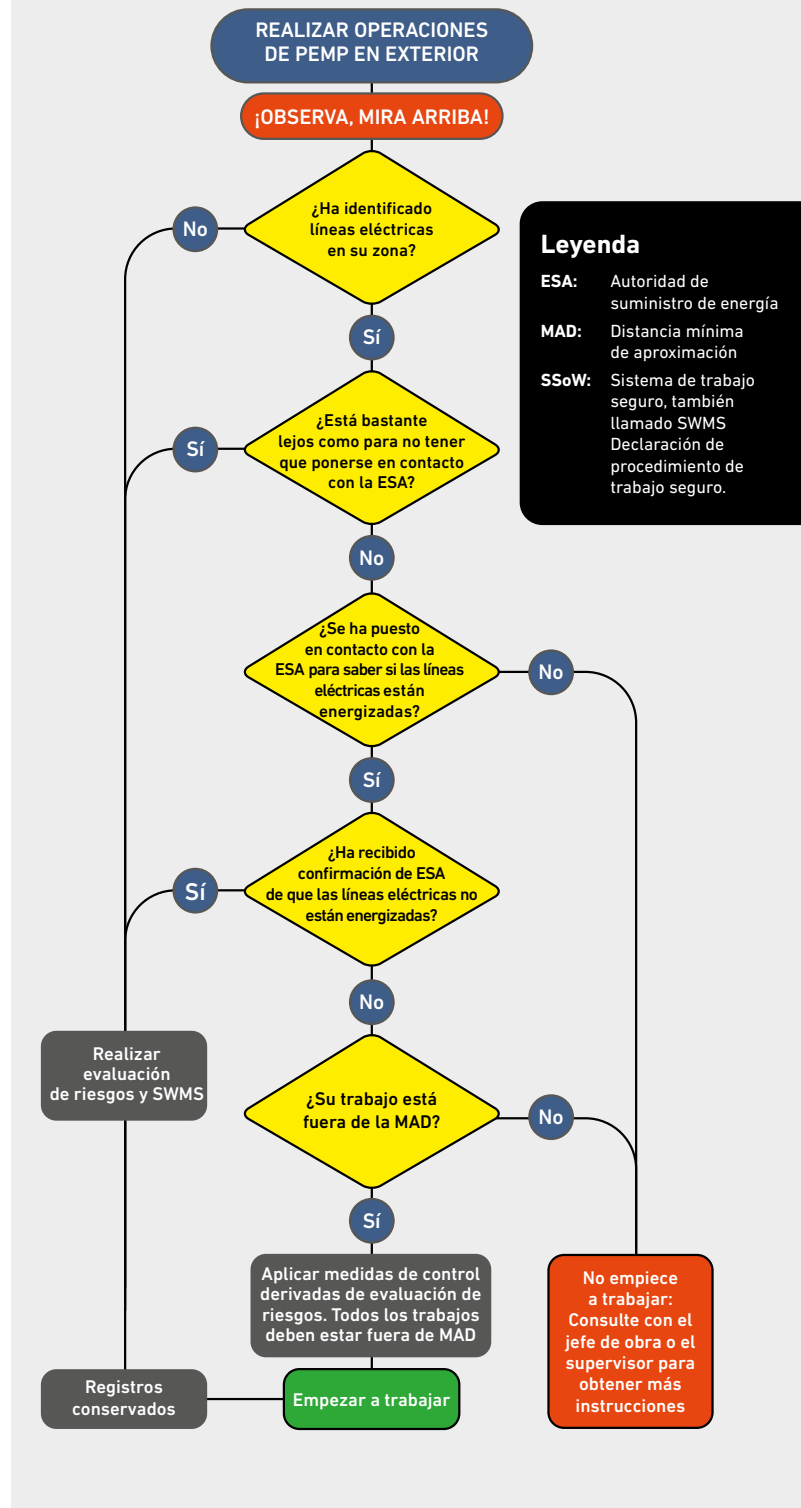 REALIZAR OPERACIONES
DE PEMP EN EXTERIOR
¡OBSERVA, MIRA ARRIBA!
¿Ha identificado
líneas eléctricas
en su zona?
No
Sí
Leyenda
ESA: Autoridad de
suministro de energía
MAD: Distancia mínima
de aproximación
SSoW: Sistema de trabajo
seguro, también
llamado SWMS
Declaración de
procedimiento de
trabajo seguro.
¿Está bastante
lejos como para no tener
que ponerse en contacto
con la ESA?
Sí
No
¿Se ha puesto
en contacto con la
ESA para saber si las líneas
eléctricas están
energizadas?
No
Sí
¿Ha recibido
confirmación de ESA
de que las líneas eléctricas no
están energizadas?
Sí
No
Realizar
evaluación
de riesgos y SWMS
¿Su trabajo está
fuera de la MAD?
No
Sí
Aplicar medidas de control
derivadas de evaluación de
riesgos. Todos los trabajos
deben estar fuera de MAD
No empiece
a trabajar:
Consulte con el
jefe de obra o el
supervisor para
obtener más
instrucciones
Registros
conservados
Empezar a trabajar